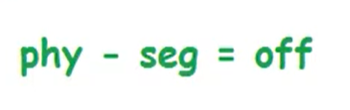 phy - seg = off